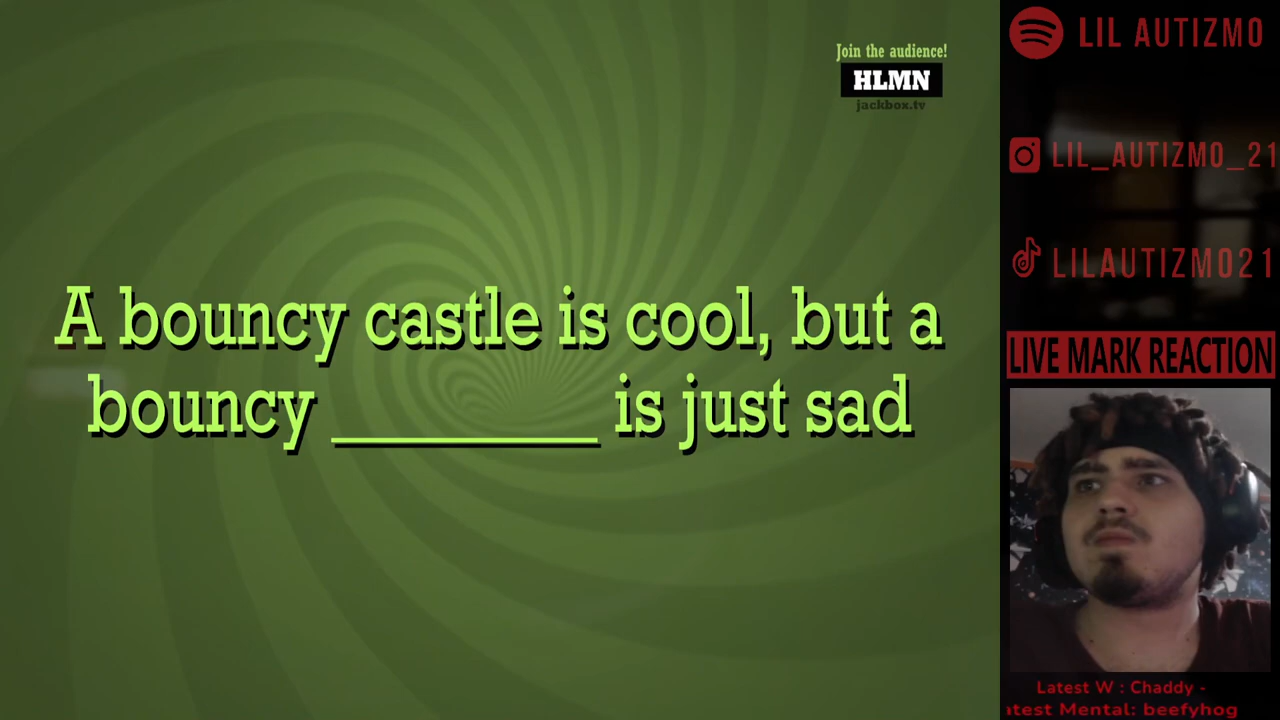 Join the audience!
HLMN
jackbox.tv
A bouncy castle is cool, but a
bouncy ________ is just sad
LIL AUTIZMO
LIL_AUTIZMO_21
LILAUTIZMO21
LIVE MARK REACTION
Latest W : Chaddy -
atest Mental: beefyhog